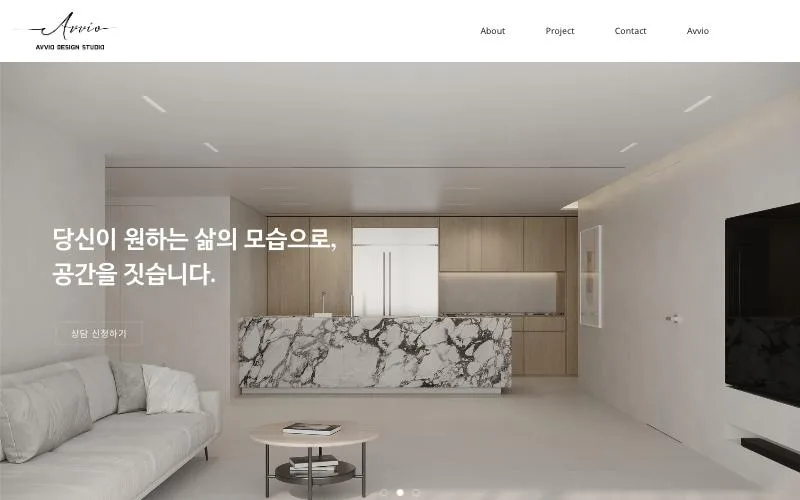 Avvio
AVVIO DESIGN STUDIO
About
Project
Contact
Avvio
당신이 원하는 삶의 모습으로,
공간을 짓습니다.
상담 신청하기